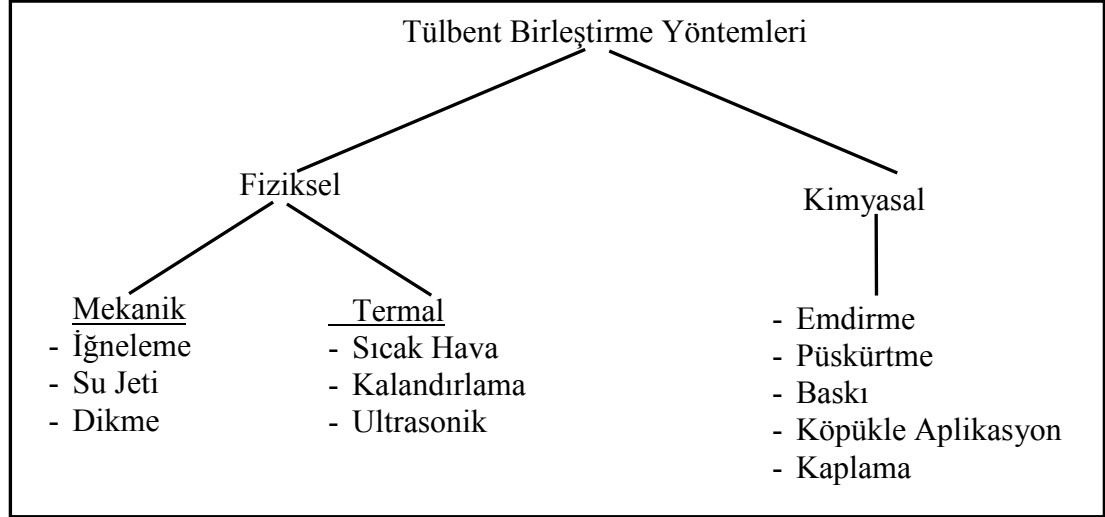 Tülbent Birleştirme Yöntemleri
Fiziksel
Kimyasal
Mekanik
- İğneleme
- Su Jeti
- Dikme
Termal
- Sıcak Hava
- Kalandırlama
- Ultrasonik
- Emdirme
- Püskürtme
- Baskı
- Köpükle Aplikasyon
- Kaplama